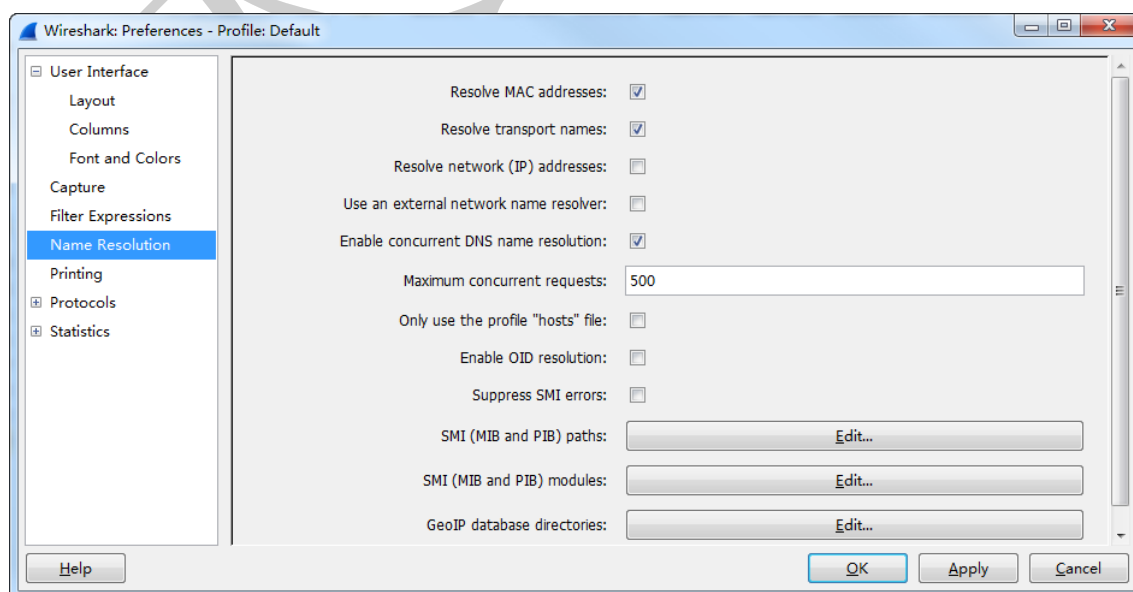 Wireshark: Preferences - Profile: Default
User Interface
Layout
Columns
Font and Colors
Capture
Filter Expressions
Name Resolution
Printing
Protocols
Statistics
Resolve MAC addresses:
Resolve transport names:
Resolve network (IP) addresses:
Use an external network name resolver:
Enable concurrent DNS name resolution:
Maximum concurrent requests: 500
Only use the profile "hosts" file:
Enable OID resolution:
Suppress SMI errors:
SMI (MIB and PIB) paths: Edit...
SMI (MIB and PIB) modules: Edit...
GeoIP database directories: Edit...
Help OK Apply Cancel